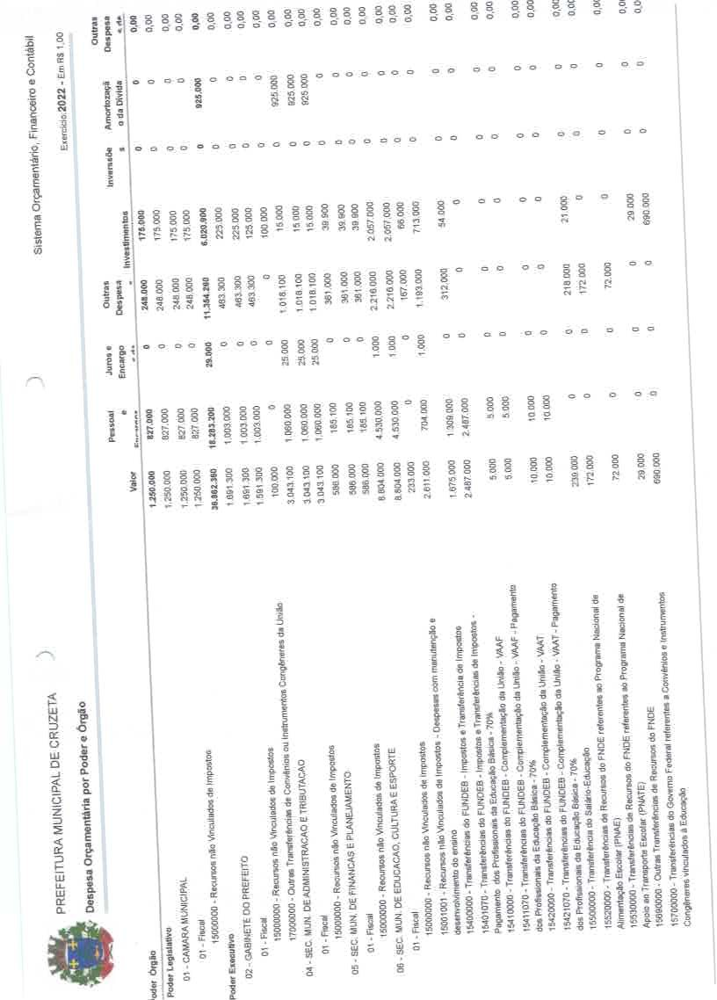 Sistema Orçamentário, Financeiro e Contábil
PREFEITURA MUNICIPAL DE CRUZETA
Exercício:2022 - Em R$ 1,00
Despesa Orçamentária por Poder e Órgão
Pessoal Juros e Outras Outras
Valor e Encargo Despesa Investimentos Inversões Amortizaçã o da Dívida Despesa
Poder Órgão
Poder Legislativo 1.250.000 827.000 0 248.000 175.000 0 0 0,00
01 - CAMARA MUNICIPAL 1.250.000 827.000 0 248.000 175.000 0 0 0,00
01 - Fiscal 1.250.000 827.000 0 248.000 175.000 0 0 0,00
15000000 - Recursos não Vinculados de Impostos 1.250.000 827.000 0 248.000 175.000 0 0 0,00
Poder Executivo 36.862.360 18.283.200 29.000 11.354.260 6.020.900 0 925.000 0,00
02 - GABINETE DO PREFEITO 1.691.300 1.003.000 0 463.300 225.000 0 0 0,00
01 - Fiscal 1.691.300 1.003.000 0 463.300 225.000 0 0 0,00
15000000 - Recursos não Vinculados de Impostos 1.591.300 1.003.000 0 463.300 125.000 0 0 0,00
17000000 - Outras Transferências de Convênios ou Instrumentos Congêneres da União 100.000 0 0 0 100.000 0 0 0,00
04 - SEC. MUN. DE ADMINISTRACAO E TRIBUTACAO 3.043.100 1.060.000 25.000 1.018.100 15.000 0 925.000 0,00
01 - Fiscal 3.043.100 1.060.000 25.000 1.018.100 15.000 0 925.000 0,00
15000000 - Recursos não Vinculados de Impostos 3.043.100 1.060.000 25.000 1.018.100 15.000 0 925.000 0,00
05 - SEC. MUN. DE FINANCAS E PLANEJAMENTO 586.000 185.100 0 361.000 39.900 0 0 0,00
01 - Fiscal 586.000 185.100 0 361.000 39.900 0 0 0,00
15000000 - Recursos não Vinculados de Impostos 586.000 185.100 0 361.000 39.900 0 0 0,00
06 - SEC. MUN. DE EDUCACAO, CULTURA E ESPORTE 8.804.000 4.530.000 1.000 2.216.000 2.057.000 0 0 0,00
01 - Fiscal 8.804.000 4.530.000 1.000 2.216.000 2.057.000 0 0 0,00
15000000 - Recursos não Vinculados de Impostos 233.000 0 0 167.000 66.000 0 0 0,00
15001001 - Recursos não Vinculados de Impostos - Despesas com manutenção e 2.611.000 704.000 1.000 1.193.000 713.000 0 0 0,00
desenvolvimento do ensino
15400000 - Transferências do FUNDEB - Impostos e Transferência de Impostos 1.675.000 1.309.000 0 312.000 54.000 0 0 0,00
15401070 - Transferências do FUNDEB - Impostos e Transferências de Impostos - 2.487.000 2.487.000 0 0 0 0 0 0,00
Pagamento dos Profissionais da Educação Básica - 70%
15410000 - Transferências do FUNDEB - Complementação da União - VAAF 5.000 5.000 0 0 0 0 0 0,00
15411070 - Transferências do FUNDEB - Complementação da União - VAAF - Pagamento 5.000 5.000 0 0 0 0 0 0,00
dos Profissionais da Educação Básica - 70%
15420000 - Transferências do FUNDEB - Complementação da União - VAAT 10.000 10.000 0 0 0 0 0 0,00
15421070 - Transferências do FUNDEB - Complementação da União - VAAT - Pagamento 10.000 10.000 0 0 0 0 0 0,00
dos Profissionais da Educação Básica - 70%
15500000 - Transferência do Salário-Educação 239.000 0 0 218.000 21.000 0 0 0,00
15520000 - Transferências de Recursos do FNDE referentes ao Programa Nacional de 172.000 0 0 172.000 0 0 0 0,00
Alimentação Escolar (PNAE)
15530000 - Transferências de Recursos do FNDE referentes ao Programa Nacional de 72.000 0 0 72.000 0 0 0 0,00
Apoio ao Transporte Escolar (PNATE)
15690000 - Outras Transferências de Recursos do FNDE 29.000 0 0 0 29.000 0 0 0,0
15700000 - Transferências do Governo Federal referentes a Convênios e Instrumentos 690.000 0 0 0 690.000 0 0 0,0
Congêneres vinculados à Educação